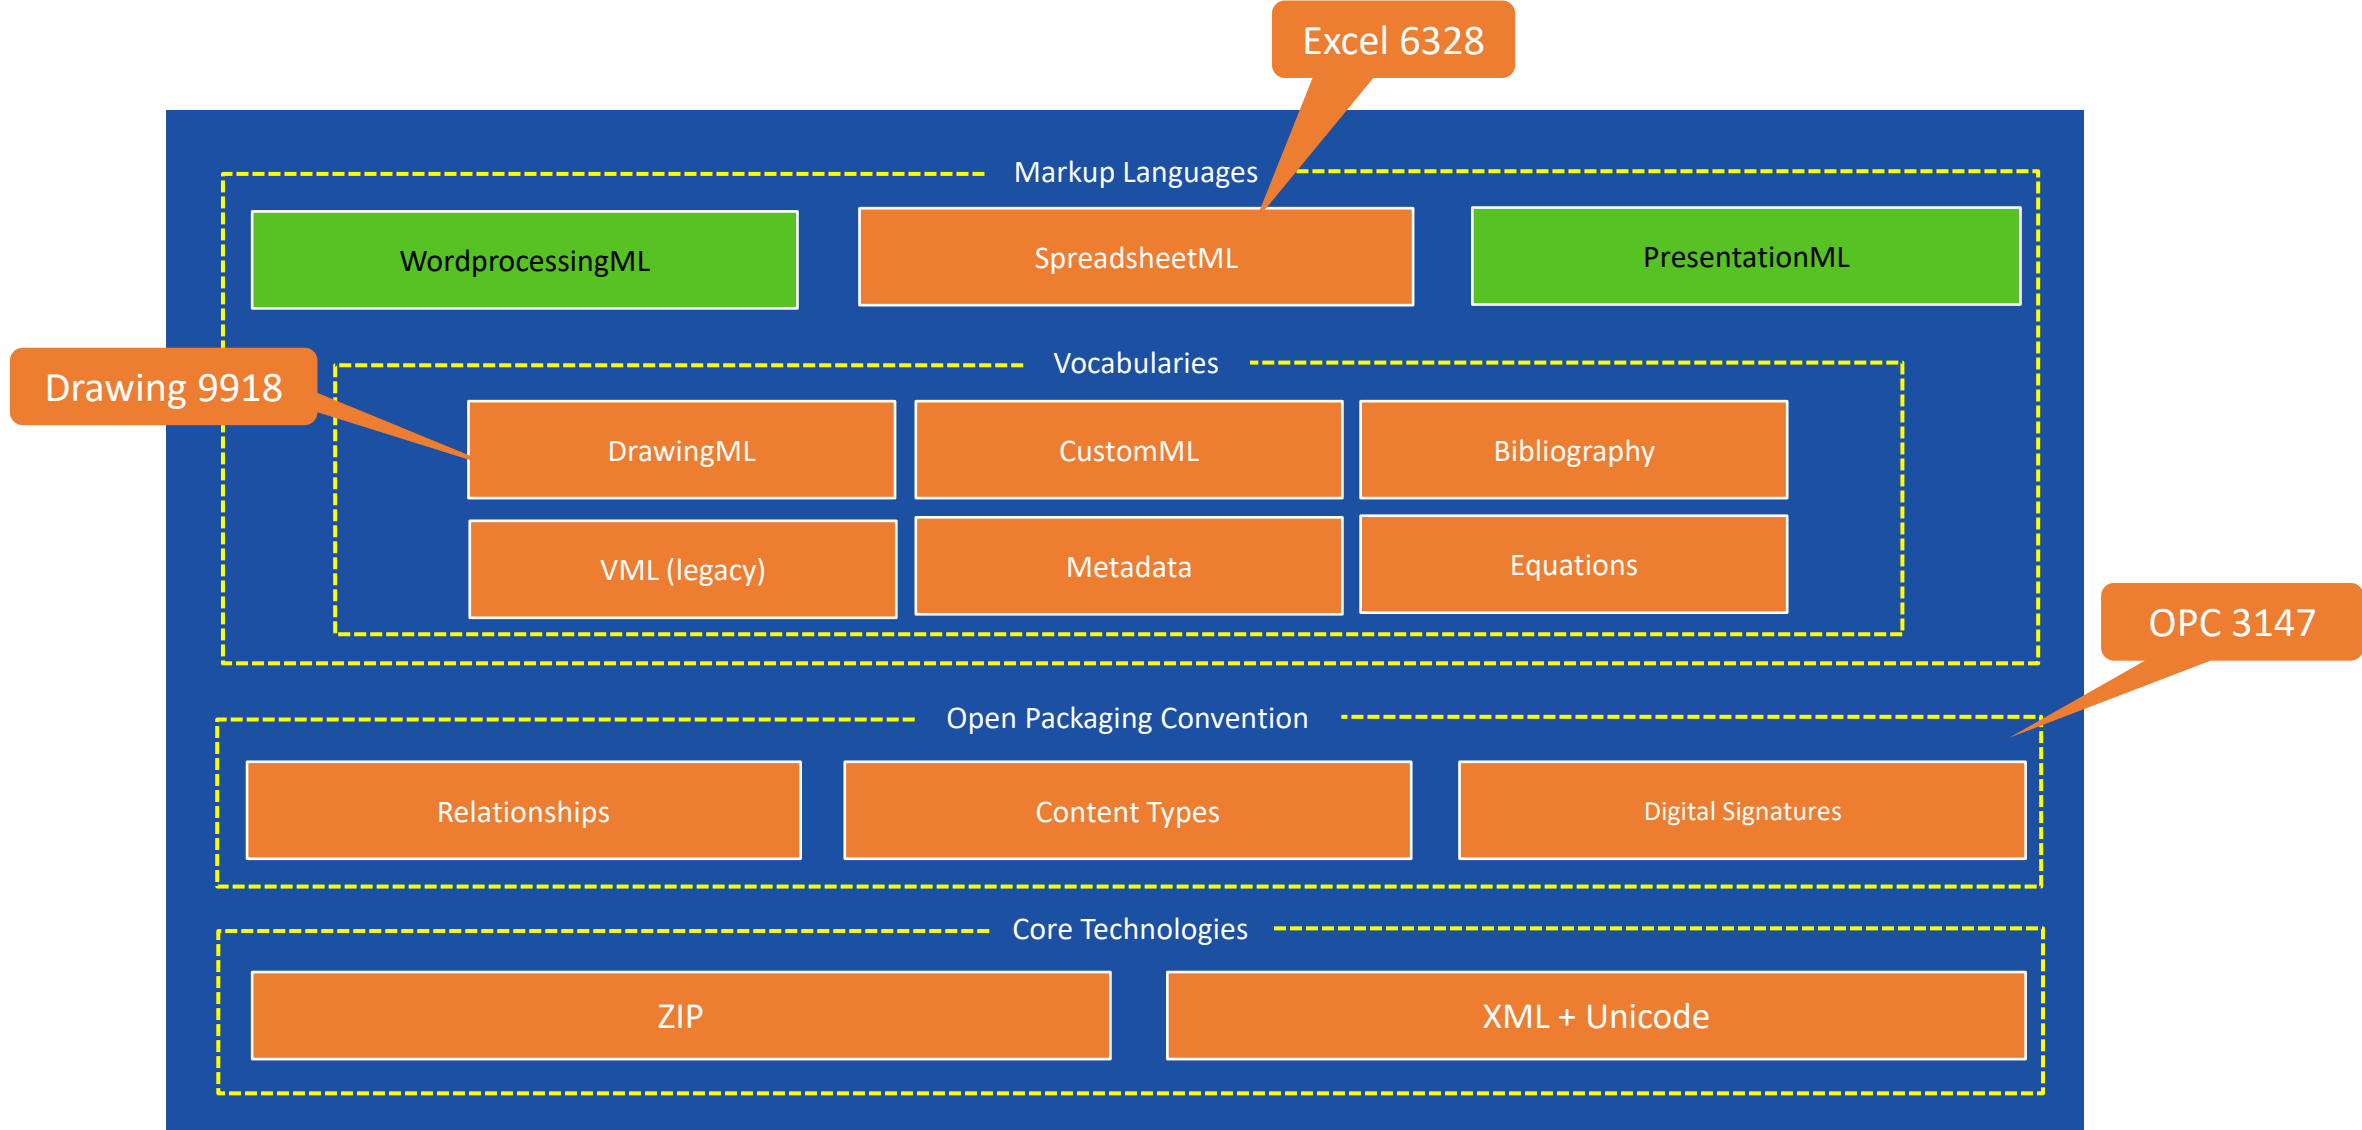 Excel 6328
Markup Languages
WordprocessingML
SpreadsheetML
PresentationML
Vocabularies
Drawing 9918
DrawingML
CustomML
Bibliography
VML (legacy)
Metadata
Equations
OPC 3147
Open Packaging Convention
Relationships
Content Types
Digital Signatures
Core Technologies
ZIP
XML + Unicode